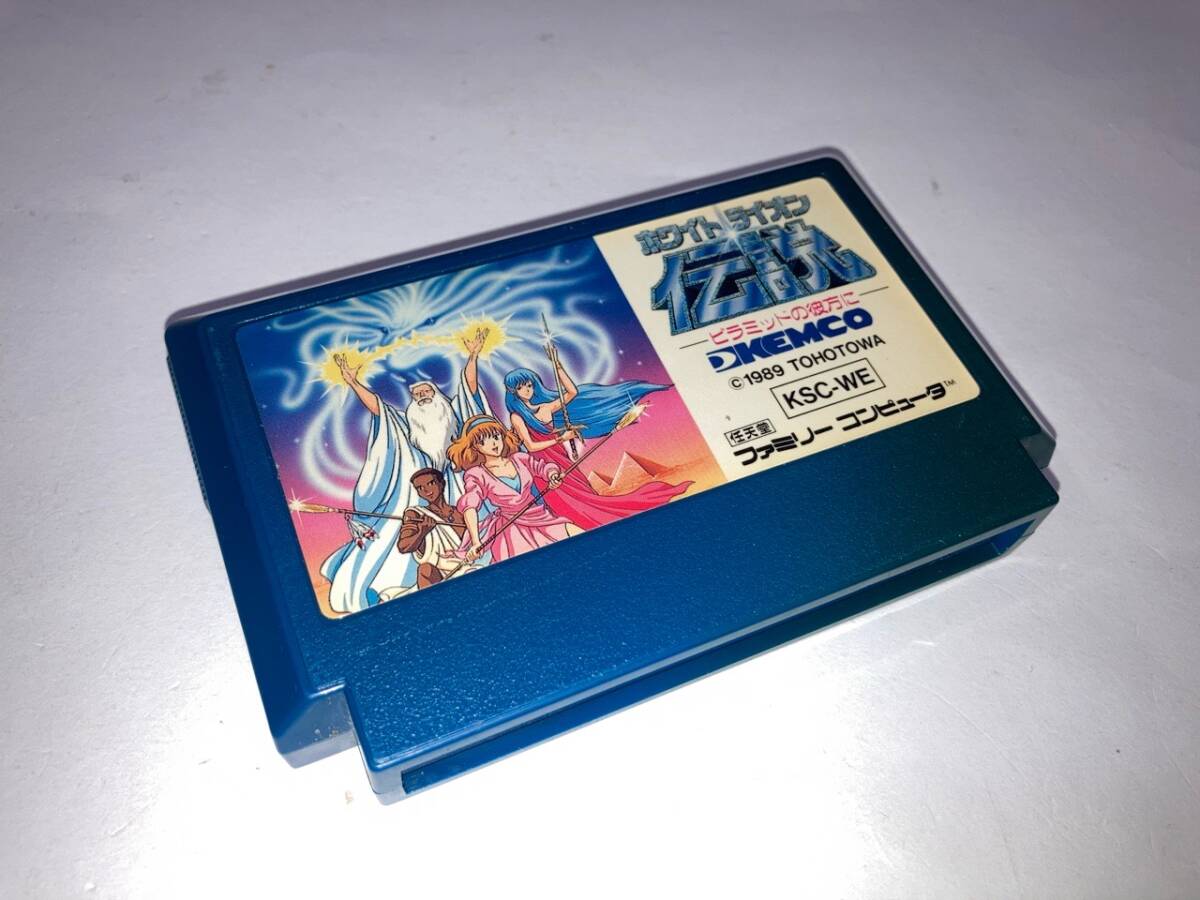 ホワイトライオン
伝説
ピラミッドの彼方に
KEMCO
©1989 TOHOTOWA
KSC-WE
任天堂
ファミリーコンピュータ™